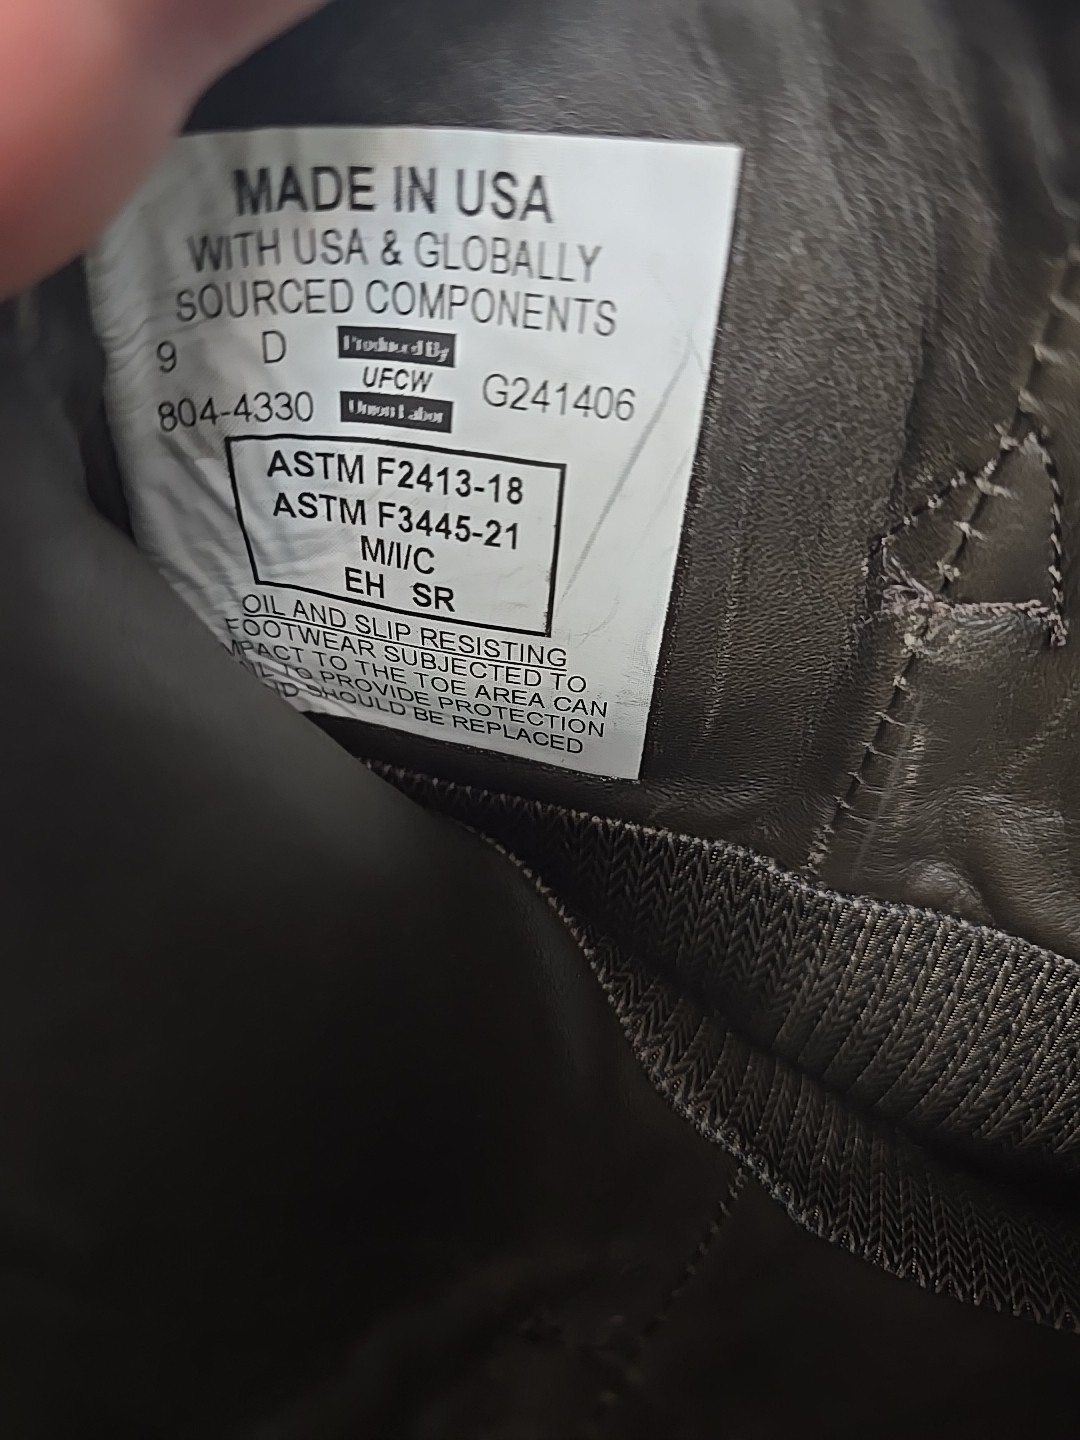 MADE IN USA
WITH USA & GLOBALLY
SOURCED COMPONENTS
9 D
Produced By
UFCW
Union Labor
804-4330
G241406
ASTM F2413-18
ASTM F3445-21
M/I/C
EH SR
OIL AND SLIP RESISTING
FOOTWEAR SUBJECTED TO
IMPACT TO THE TOE AREA CAN
TO PROVIDE PROTECTION
SHOULD BE REPLACED